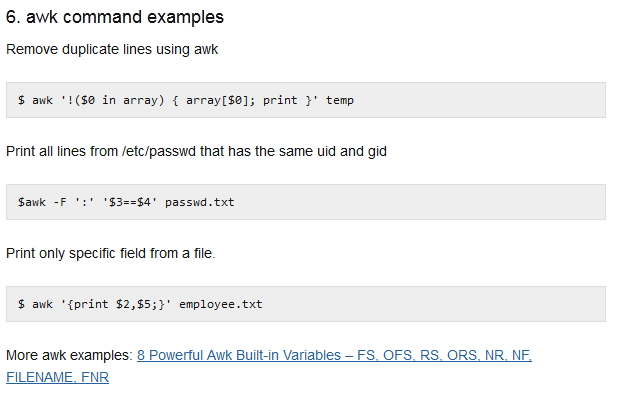 6. awk command examples
Remove duplicate lines using awk
$ awk '!($0 in array) { array[$0]; print }' temp
Print all lines from /etc/passwd that has the same uid and gid
$awk -F ':' '$3==$4' passwd.txt
Print only specific field from a file.
$ awk '{print $2,$5;}' employee.txt
More awk examples: 8 Powerful Awk Built-in Variables – FS, OFS, RS, ORS, NR, NF,
FILENAME, FNR